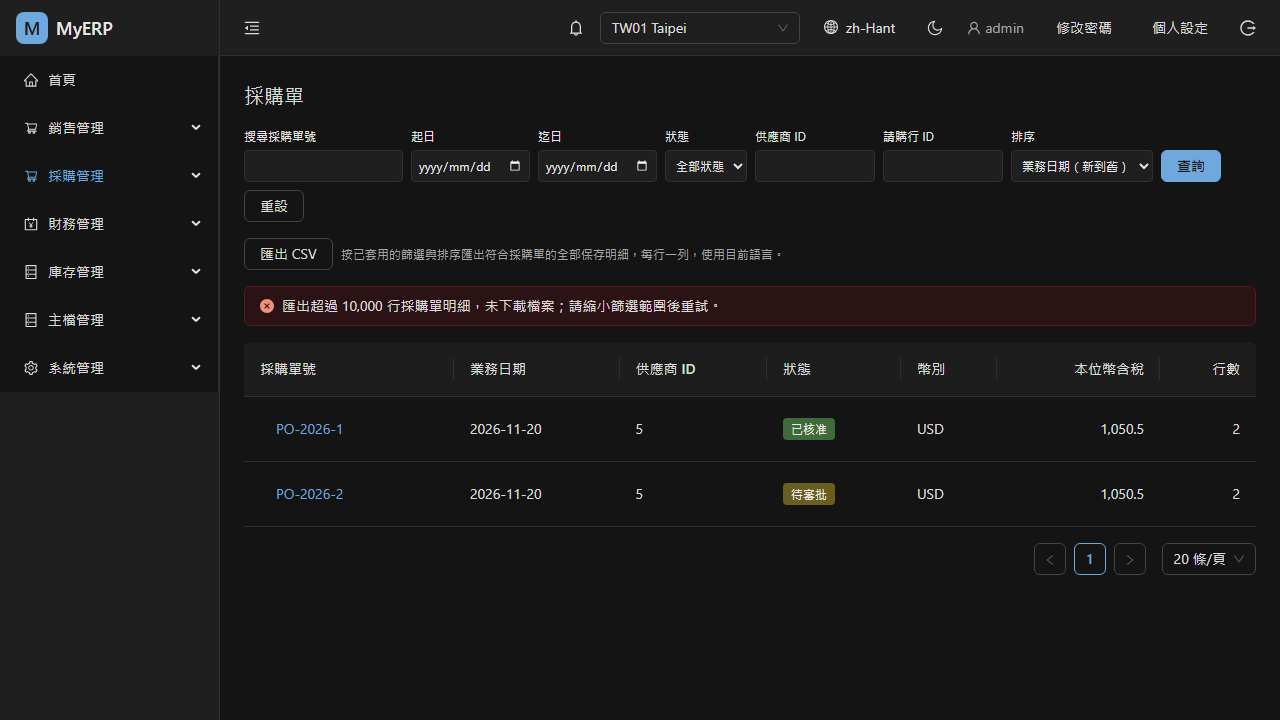 M MyERP
TW01 Taipei
zh-Hant
admin
修改密碼
個人設定
首頁
銷售管理
採購管理
財務管理
庫存管理
主檔管理
系統管理
採購單
搜尋採購單號
起日
迄日
狀態
供應商 ID
請購行 ID
排序
yyyy/mm/dd
yyyy/mm/dd
全部狀態
業務日期（新到舊）
查詢
重設
匯出 CSV
按已套用的篩選與排序匯出符合採購單的全部保存明細，每行一列，使用目前語言。
匯出超過 10,000 行採購單明細，未下載檔案；請縮小篩選範圍後重試。
採購單號 業務日期 供應商 ID 狀態 幣別 本位幣含稅 行數
PO-2026-1 2026-11-20 5 已核准 USD 1,050.5 2
PO-2026-2 2026-11-20 5 待審批 USD 1,050.5 2
< 1 > 20 條/頁